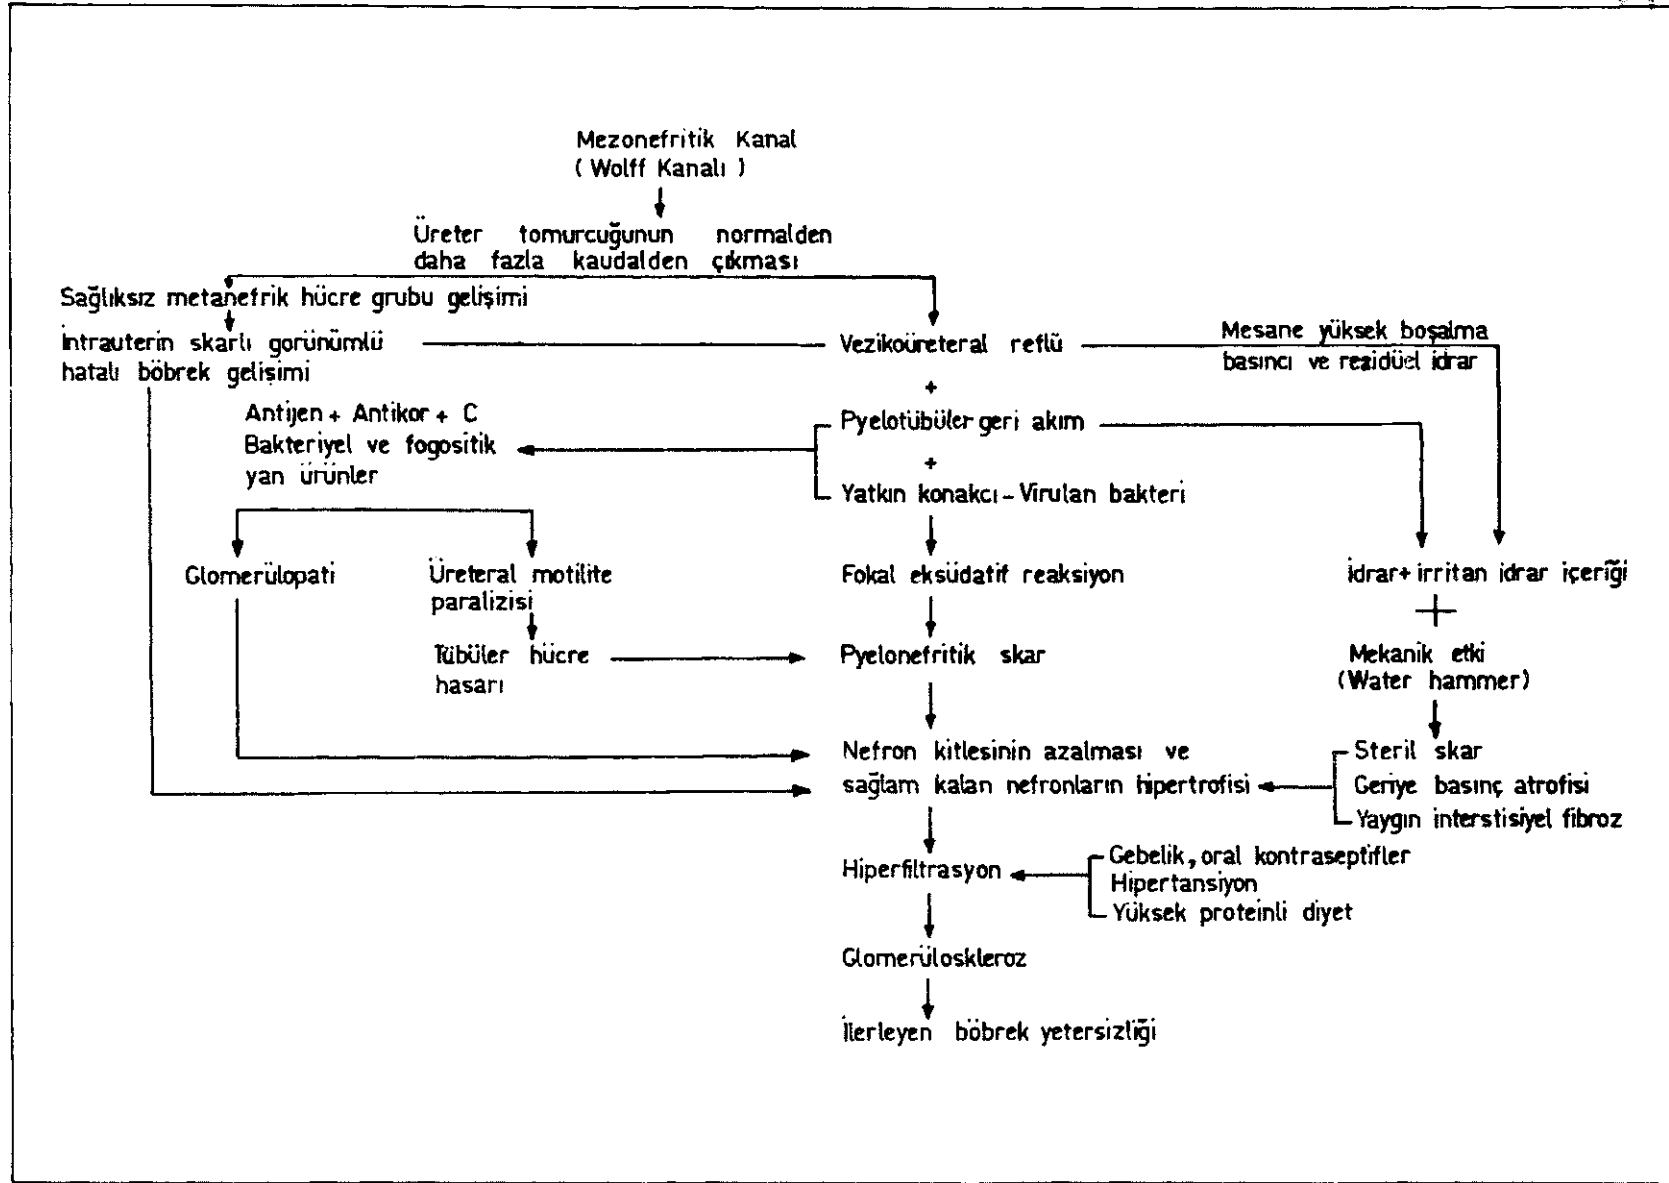 Mezonefritik Kanal
( Wolff Kanalı )
Üreter tomurcuğunun normalden
daha fazla kaudalden çıkması
Sağlıksız metanefrik hücre grubu gelişimi
İntrauterin skarlı gorünümlü
hatalı böbrek gelişimi
Vezikoüreteral reflü
Mesane yüksek boşalma
basıncı ve rezidüel idrar
+
Antijen + Antikor + C
Bakteriyel ve fogositik
yan ürünler
Pyelotübüler geri akım
+
Yatkın konakcı - Virulan bakteri
Glomerülopati
Üreteral motilite
paralizisi
Fokal eksüdatif reaksiyon
İdrar + irritan idrar içeriği
+
Tübüler hücre
hasarı
Pyelonefritik skar
Mekanik etki
(Water hammer)
Nefron kitlesinin azalması ve
sağlam kalan nefronların hipertrofisi
Steril skar
Geriye basınç atrofisi
Yaygın interstisiyel fibroz
Hiperfiltrasyon
Gebelik, oral kontraseptifler
Hipertansiyon
Yüksek proteinli diyet
Glomerüloskleroz
İlerleyen böbrek yetersizliği